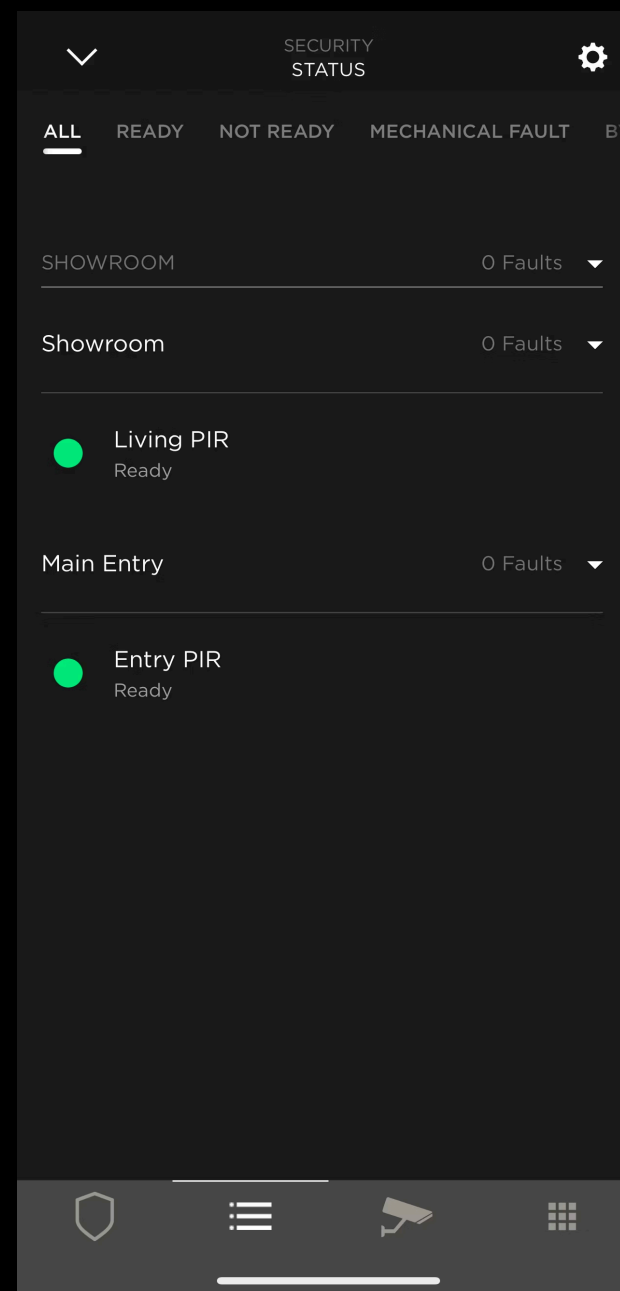 SECURITY
STATUS
ALL READY NOT READY MECHANICAL FAULT
SHOWROOM 0 Faults
Showroom 0 Faults
Living PIR
Ready
Main Entry 0 Faults
Entry PIR
Ready